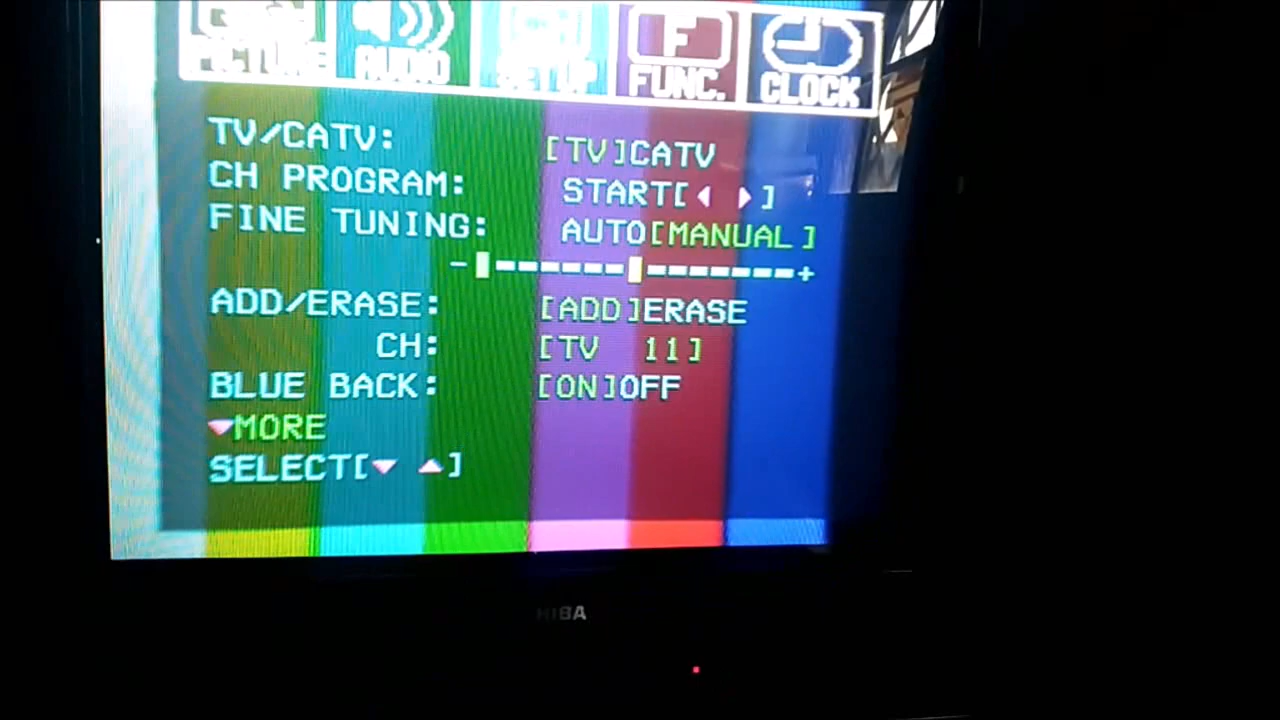 PICTURE AUDIO SETUP FUNC. CLOCK
TV/CATV: [TV]CATV
CH PROGRAM: START[◀ ▶]
FINE TUNING: AUTO[MANUAL]
ADD/ERASE: [ADD]ERASE
CH: [TV 11]
BLUE BACK: [ON]OFF
▼MORE
SELECT[▼ ▲]